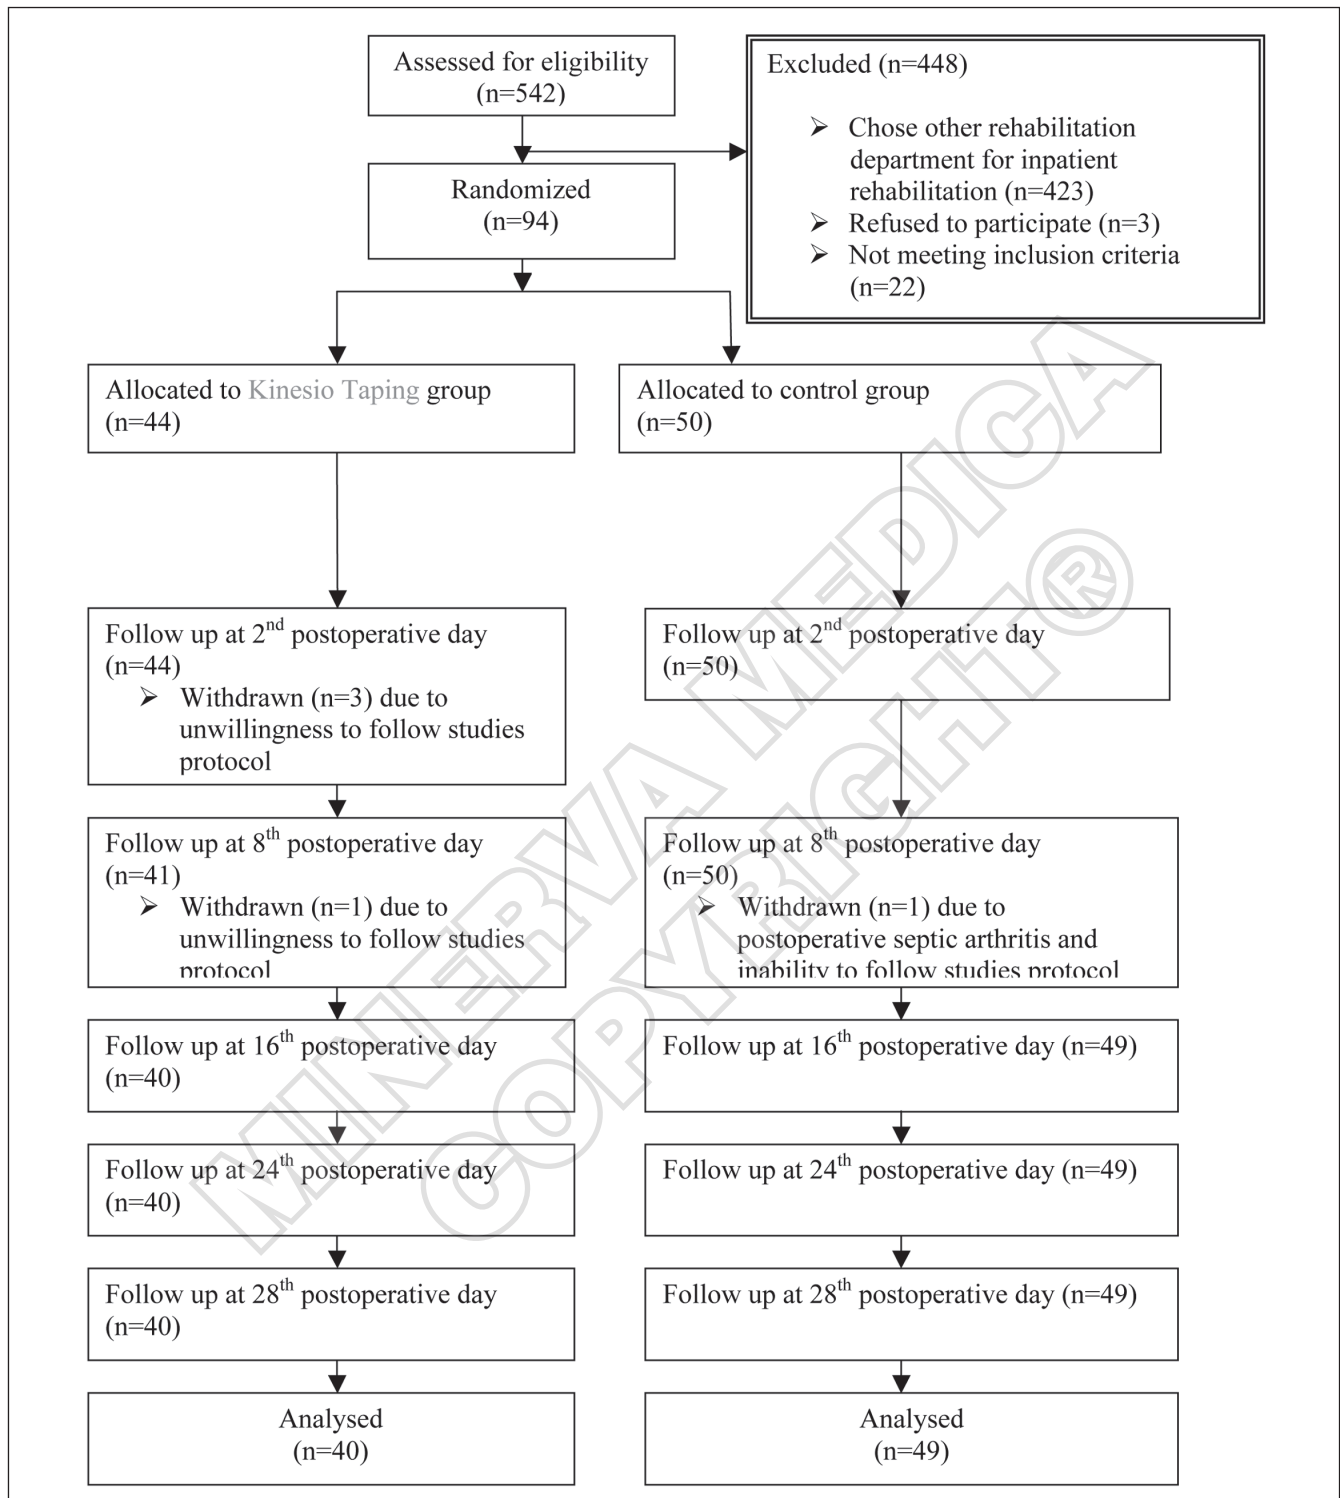 Assessed for eligibility
(n=542)
Excluded (n=448)
➢ Chose other rehabilitation
department for inpatient
rehabilitation (n=423)
➢ Refused to participate (n=3)
➢ Not meeting inclusion criteria
(n=22)
Randomized
(n=94)
Allocated to Kinesio Taping group
(n=44)
Allocated to control group
(n=50)
Follow up at 2nd postoperative day
(n=44)
➢ Withdrawn (n=3) due to
unwillingness to follow studies
protocol
Follow up at 2nd postoperative day
(n=50)
Follow up at 8th postoperative day
(n=41)
➢ Withdrawn (n=1) due to
unwillingness to follow studies
protocol
Follow up at 8th postoperative day
(n=50)
➢ Withdrawn (n=1) due to
postoperative septic arthritis and
inability to follow studies protocol
Follow up at 16th postoperative day
(n=40)
Follow up at 16th postoperative day (n=49)
Follow up at 24th postoperative day
(n=40)
Follow up at 24th postoperative day (n=49)
Follow up at 28th postoperative day
(n=40)
Follow up at 28th postoperative day (n=49)
Analysed
(n=40)
Analysed
(n=49)
MINERVA MEDICA
COPYRIGHT®